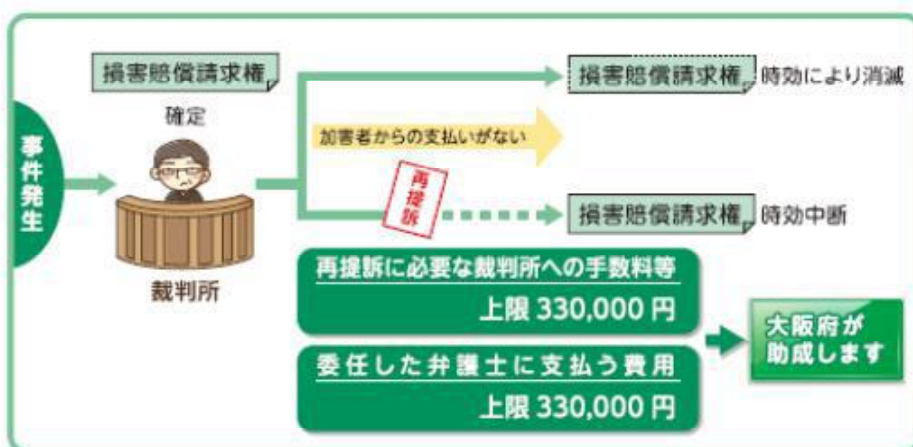 事件発生
損害賠償請求権
確定
裁判所
損害賠償請求権 時効により消滅
加害者からの支払いがない
再提訴
損害賠償請求権 時効中断
再提訴に必要な裁判所への手数料等
上限 330,000 円
委任した弁護士に支払う費用
上限 330,000 円
大阪府が
助成します